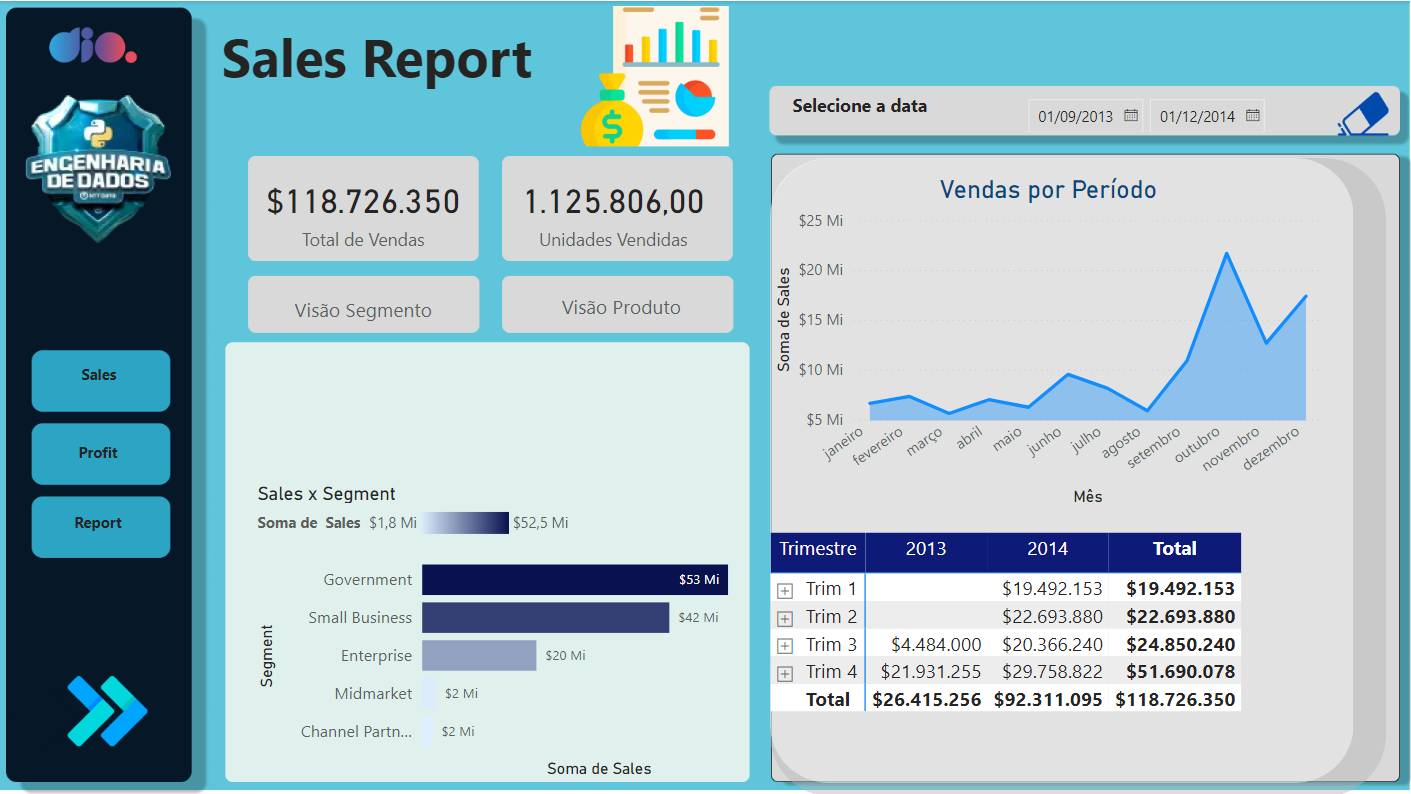 dio.
ENGENHARIA
DE DADOS
Sales
Profit
Report
Sales Report
Selecione a data
01/09/2013
01/12/2014
$118.726.350
Total de Vendas
1.125.806,00
Unidades Vendidas
Visão Segmento
Visão Produto
Sales x Segment
Soma de Sales $1,8 Mi $52,5 Mi
Segment
Government $53 Mi
Small Business $42 Mi
Enterprise $20 Mi
Midmarket $2 Mi
Channel Partn... $2 Mi
Soma de Sales
Vendas por Período
Soma de Sales
$25 Mi
$20 Mi
$15 Mi
$10 Mi
$5 Mi
janeiro fevereiro março abril maio junho julho agosto setembro outubro novembro dezembro
Mês
Trimestre 2013 2014 Total
Trim 1 $19.492.153 $19.492.153
Trim 2 $22.693.880 $22.693.880
Trim 3 $4.484.000 $20.366.240 $24.850.240
Trim 4 $21.931.255 $29.758.822 $51.690.078
Total $26.415.256 $92.311.095 $118.726.350